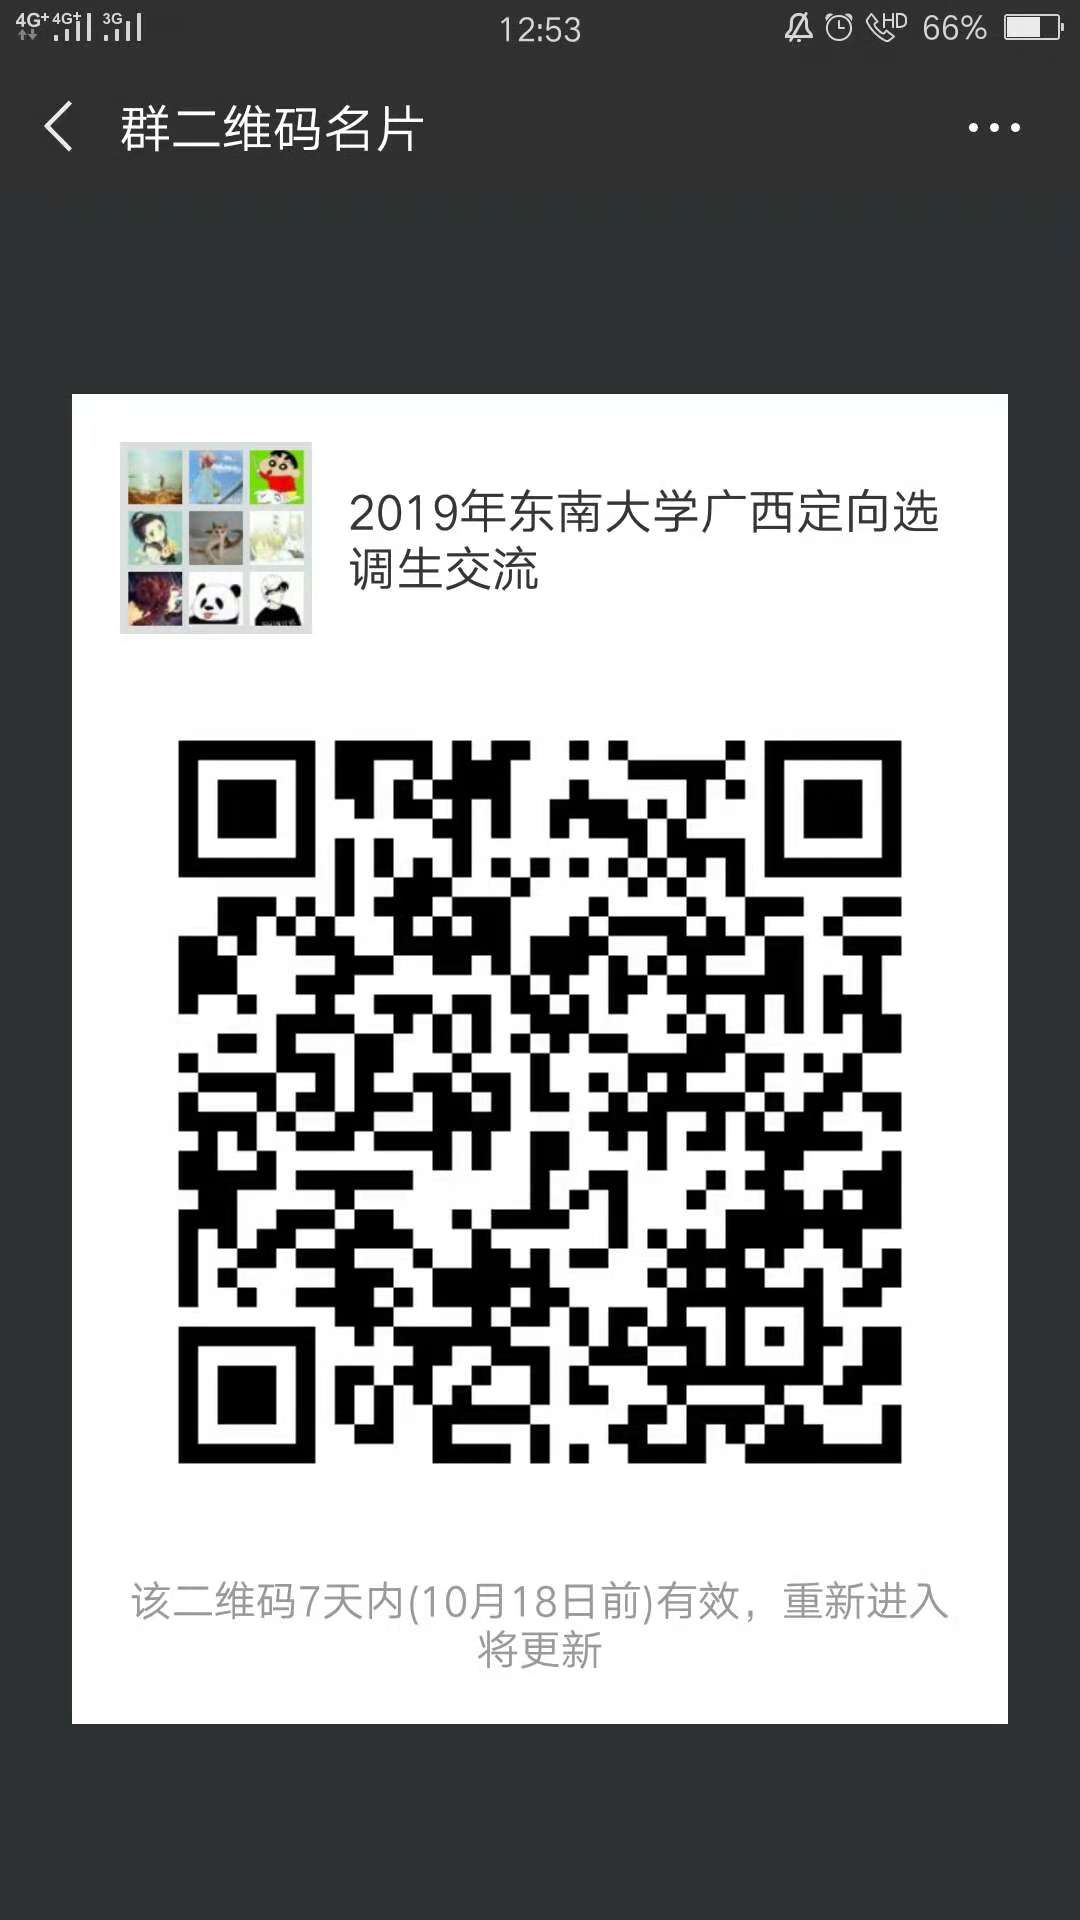 4G+ 4G+ 3G 12:53 HD 66%
群二维码名片
2019年东南大学广西定向选
调生交流
该二维码7天内(10月18日前)有效，重新进入
将更新